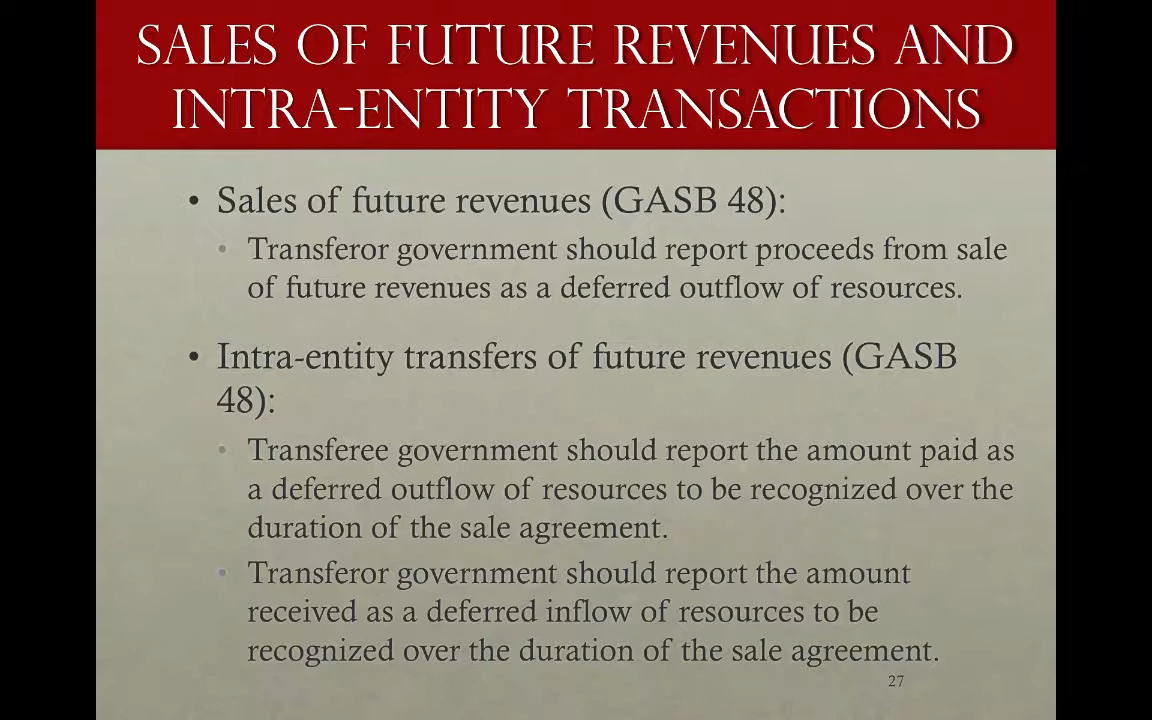 SALES OF FUTURE REVENUES AND
INTRA-ENTITY TRANSACTIONS
• Sales of future revenues (GASB 48):
• Transferor government should report proceeds from sale
of future revenues as a deferred outflow of resources.
• Intra-entity transfers of future revenues (GASB
48):
• Transferee government should report the amount paid as
a deferred outflow of resources to be recognized over the
duration of the sale agreement.
• Transferor government should report the amount
received as a deferred inflow of resources to be
recognized over the duration of the sale agreement.
27